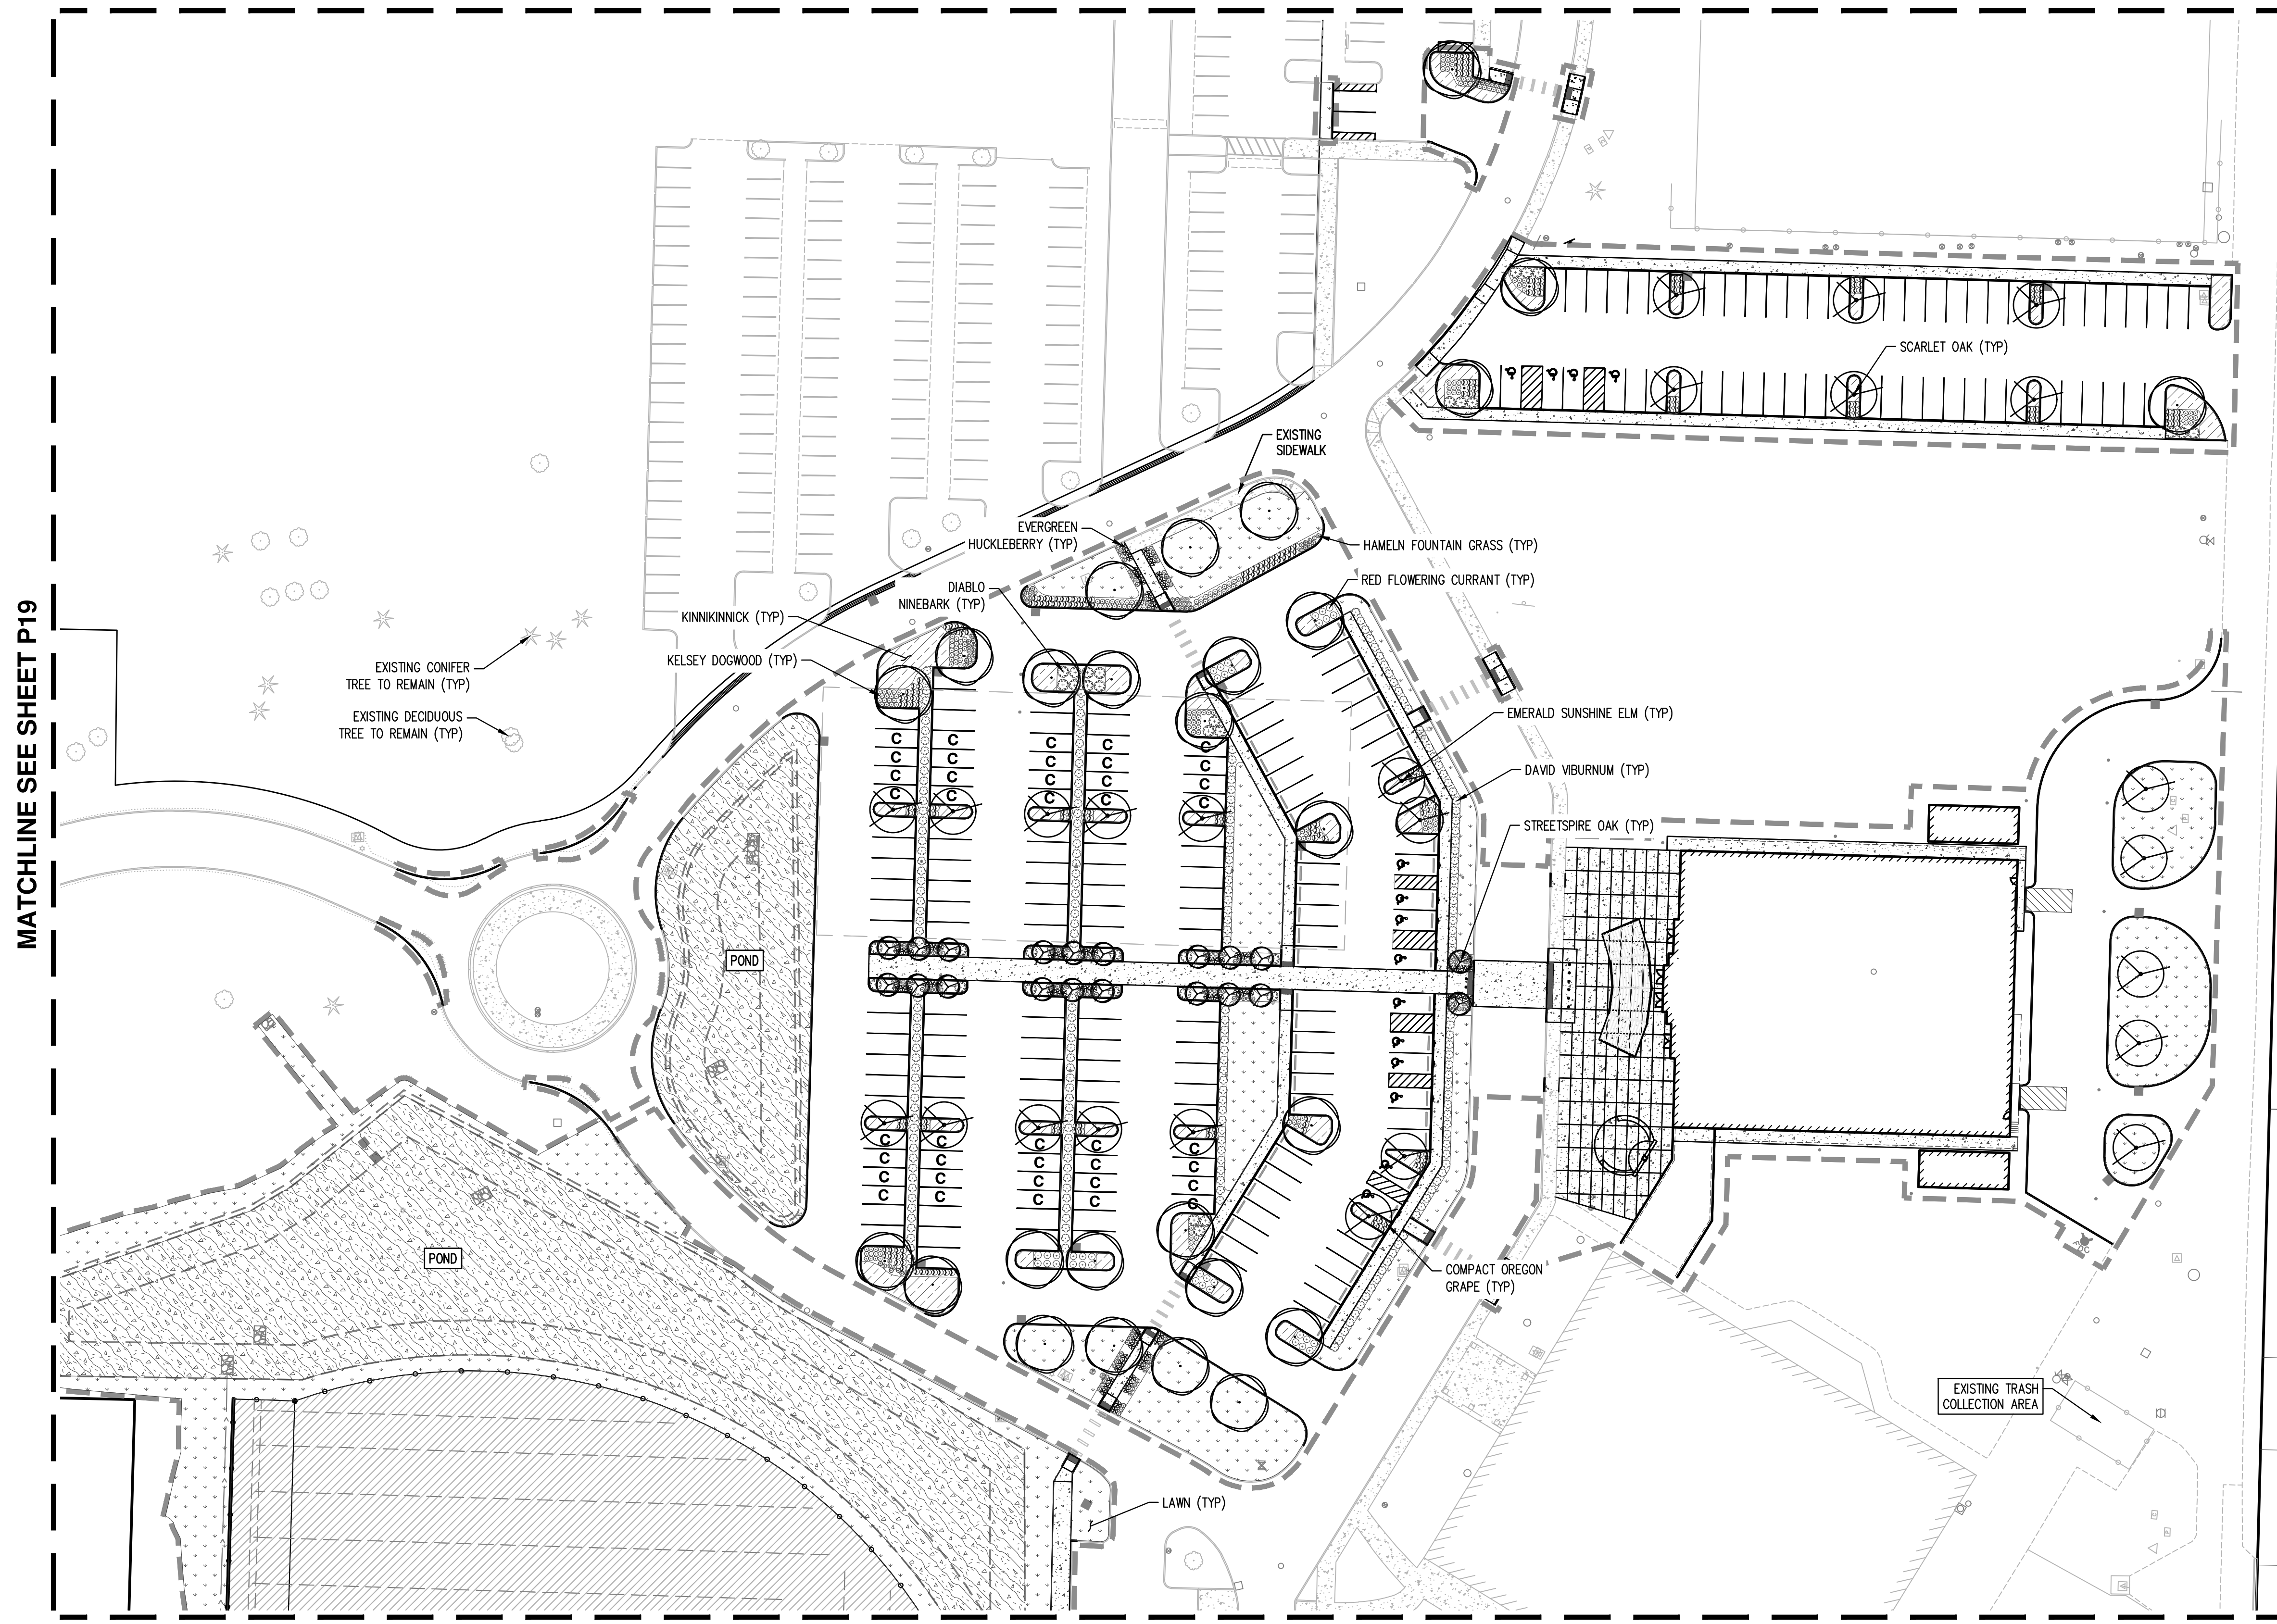 MATCHLINE SEE SHEET P19
SCARLET OAK (TYP)
EXISTING
SIDEWALK
EVERGREEN
HUCKLEBERRY (TYP)
HAMELN FOUNTAIN GRASS (TYP)
RED FLOWERING CURRANT (TYP)
DIABLO
NINEBARK (TYP)
KINNIKINNICK (TYP)
KELSEY DOGWOOD (TYP)
EXISTING CONIFER
TREE TO REMAIN (TYP)
EXISTING DECIDUOUS
TREE TO REMAIN (TYP)
EMERALD SUNSHINE ELM (TYP)
DAVID VIBURNUM (TYP)
STREETSPIRE OAK (TYP)
C C C
C C
C C C
C C
C C C
C C
C C C
C C
POND
C C C
C C
C C C
C C
C C C
C C
C C C
C C
POND
COMPACT OREGON
GRAPE (TYP)
FDC
EXISTING TRASH
COLLECTION AREA
LAWN (TYP)